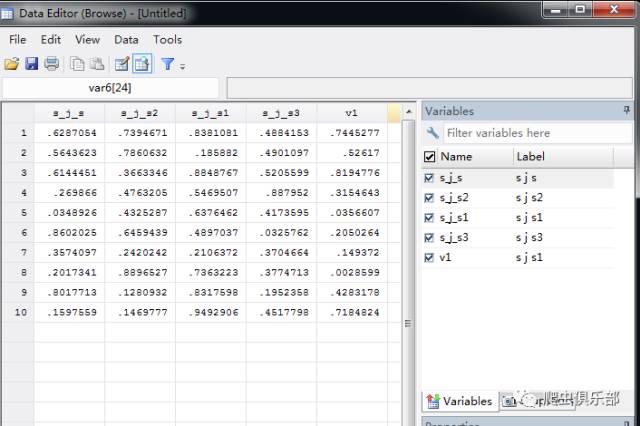 Data Editor (Browse) - [Untitled]
File Edit View Data Tools
var6[24]
s_j_s s_j_s2 s_j_s1 s_j_s3 v1
1 .6287054 .7394671 .8381081 .4884153 .7445277
2 .5643623 .7860632 .185882 .4901097 .52617
3 .6144451 .3663346 .8848767 .5205599 .8194776
4 .269866 .4763205 .5469507 .887952 .3154643
5 .0348926 .4325287 .6376462 .4173595 .0356607
6 .8602025 .6459439 .4897037 .0325762 .2050264
7 .3574097 .2420242 .2106372 .3704664 .149372
8 .2017341 .8896527 .7363223 .3774713 .0028599
9 .8017713 .1280932 .8317598 .1952358 .4283178
10 .1597559 .1469777 .9492906 .4517798 .7184824
Variables
Filter variables here
Name Label
s_j_s s j s
s_j_s2 s j s2
s_j_s1 s j s1
s_j_s3 s j s3
v1 s j s1
Variables
爬虫俱乐部